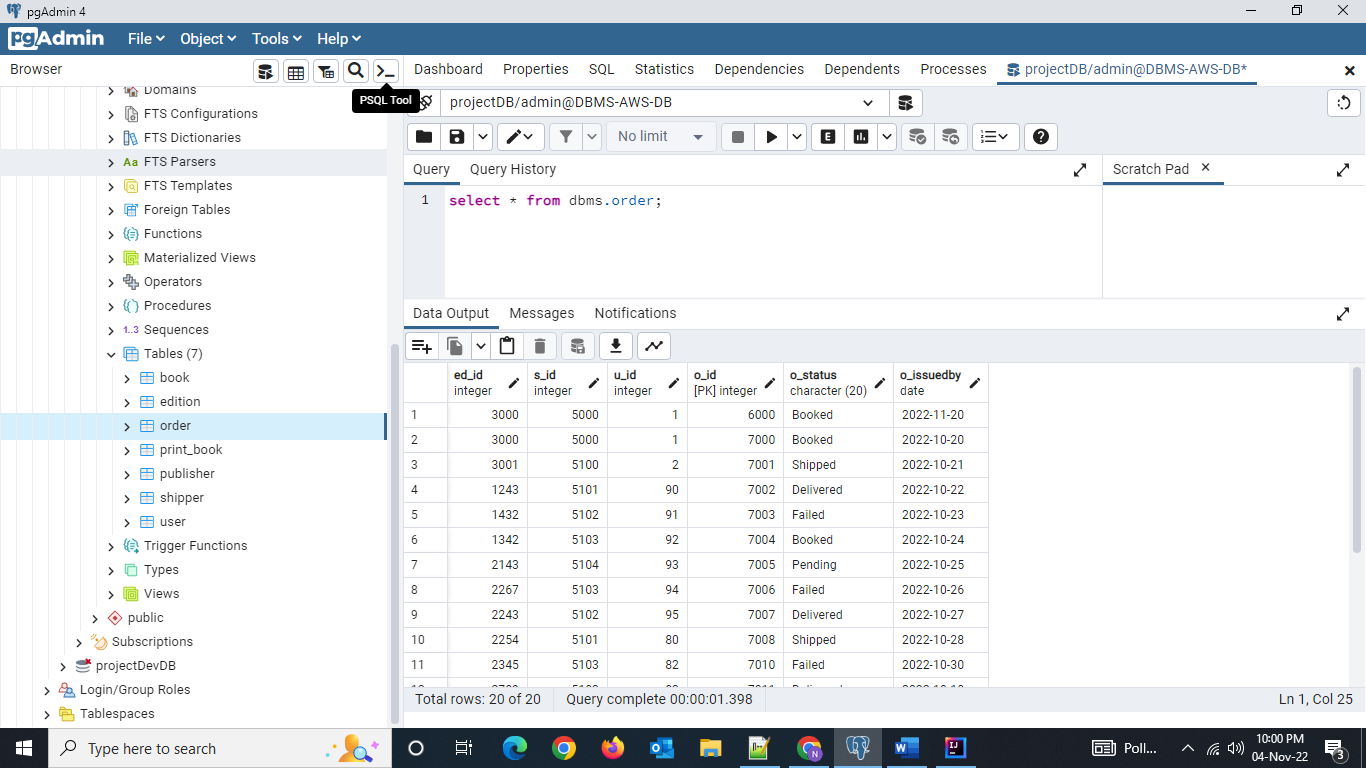 pgAdmin 4
pgAdmin File Object Tools Help
Browser
Dashboard Properties SQL Statistics Dependencies Dependents Processes projectDB/admin@DBMS-AWS-DB*
PSQL Tool
projectDB/admin@DBMS-AWS-DB
No limit
E
Domains
FTS Configurations
FTS Dictionaries
Aa FTS Parsers
FTS Templates
Foreign Tables
Functions
Materialized Views
Operators
Procedures
1..3 Sequences
Tables (7)
book
edition
order
print_book
publisher
shipper
user
Trigger Functions
Types
Views
public
Subscriptions
projectDevDB
Login/Group Roles
Tablespaces
Query Query History
Scratch Pad
1 select * from dbms.order;
Data Output Messages Notifications
ed_id s_id u_id o_id o_status o_issuedby
integer integer integer [PK] integer character (20) date
1 3000 5000 1 6000 Booked 2022-11-20
2 3000 5000 1 7000 Booked 2022-10-20
3 3001 5100 2 7001 Shipped 2022-10-21
4 1243 5101 90 7002 Delivered 2022-10-22
5 1432 5102 91 7003 Failed 2022-10-23
6 1342 5103 92 7004 Booked 2022-10-24
7 2143 5104 93 7005 Pending 2022-10-25
8 2267 5103 94 7006 Failed 2022-10-26
9 2243 5102 95 7007 Delivered 2022-10-27
10 2254 5101 80 7008 Shipped 2022-10-28
11 2345 5103 82 7010 Failed 2022-10-30
Total rows: 20 of 20 Query complete 00:00:01.398 Ln 1, Col 25
Type here to search
N
W
IJ
Poll...
10:00 PM
04-Nov-22
3